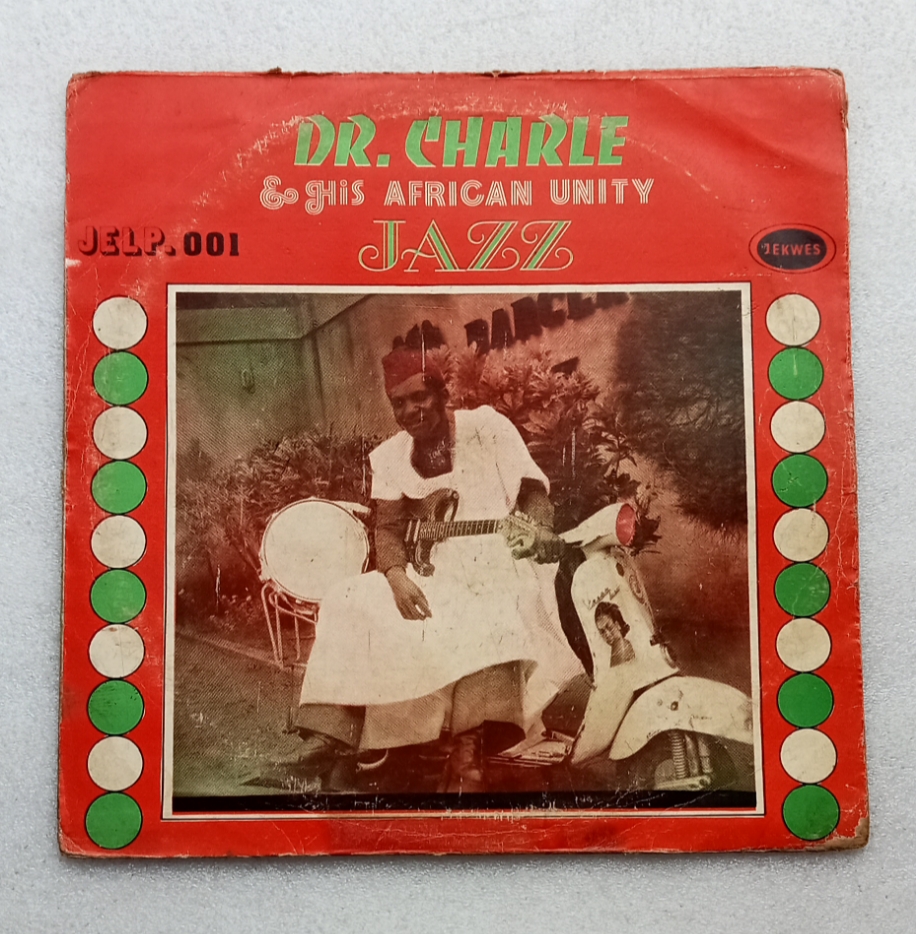 DR. CHARLE
& His AFRICAN UNITY
JAZZ
JELP. 001
JEKWES